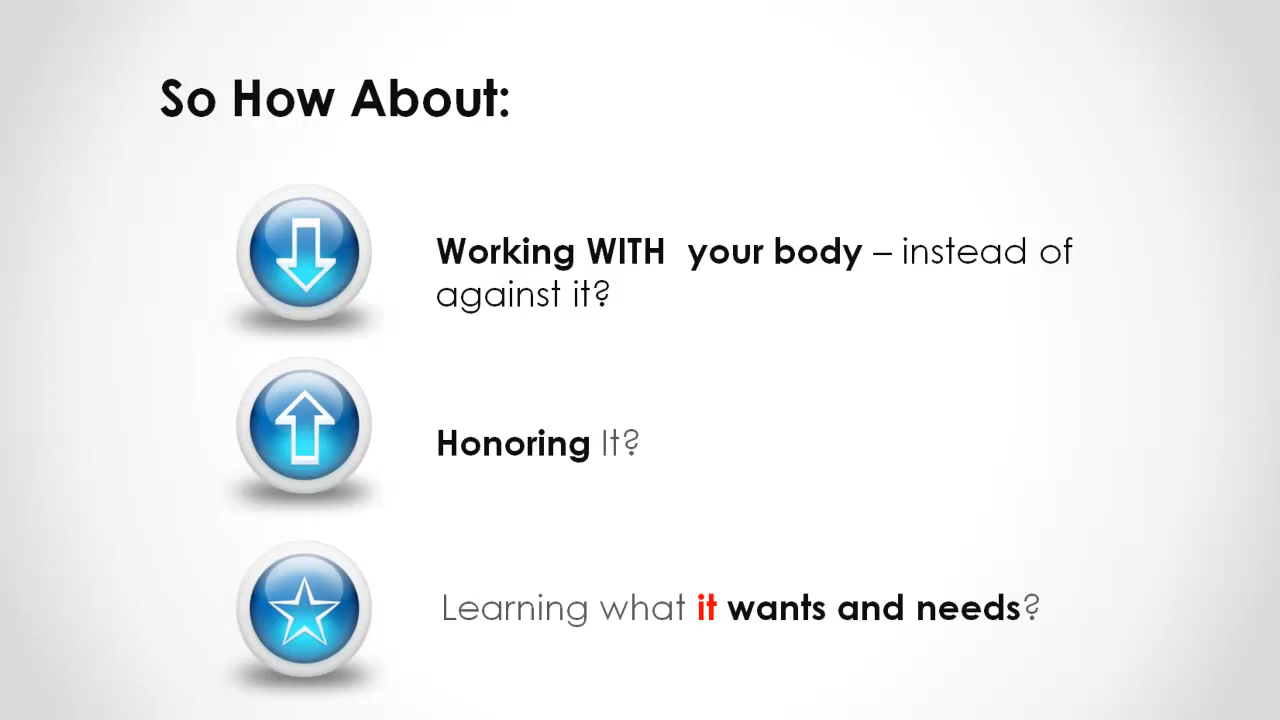 So How About:
Working WITH  your body – instead of
against it?
Honoring It?
Learning what it wants and needs?